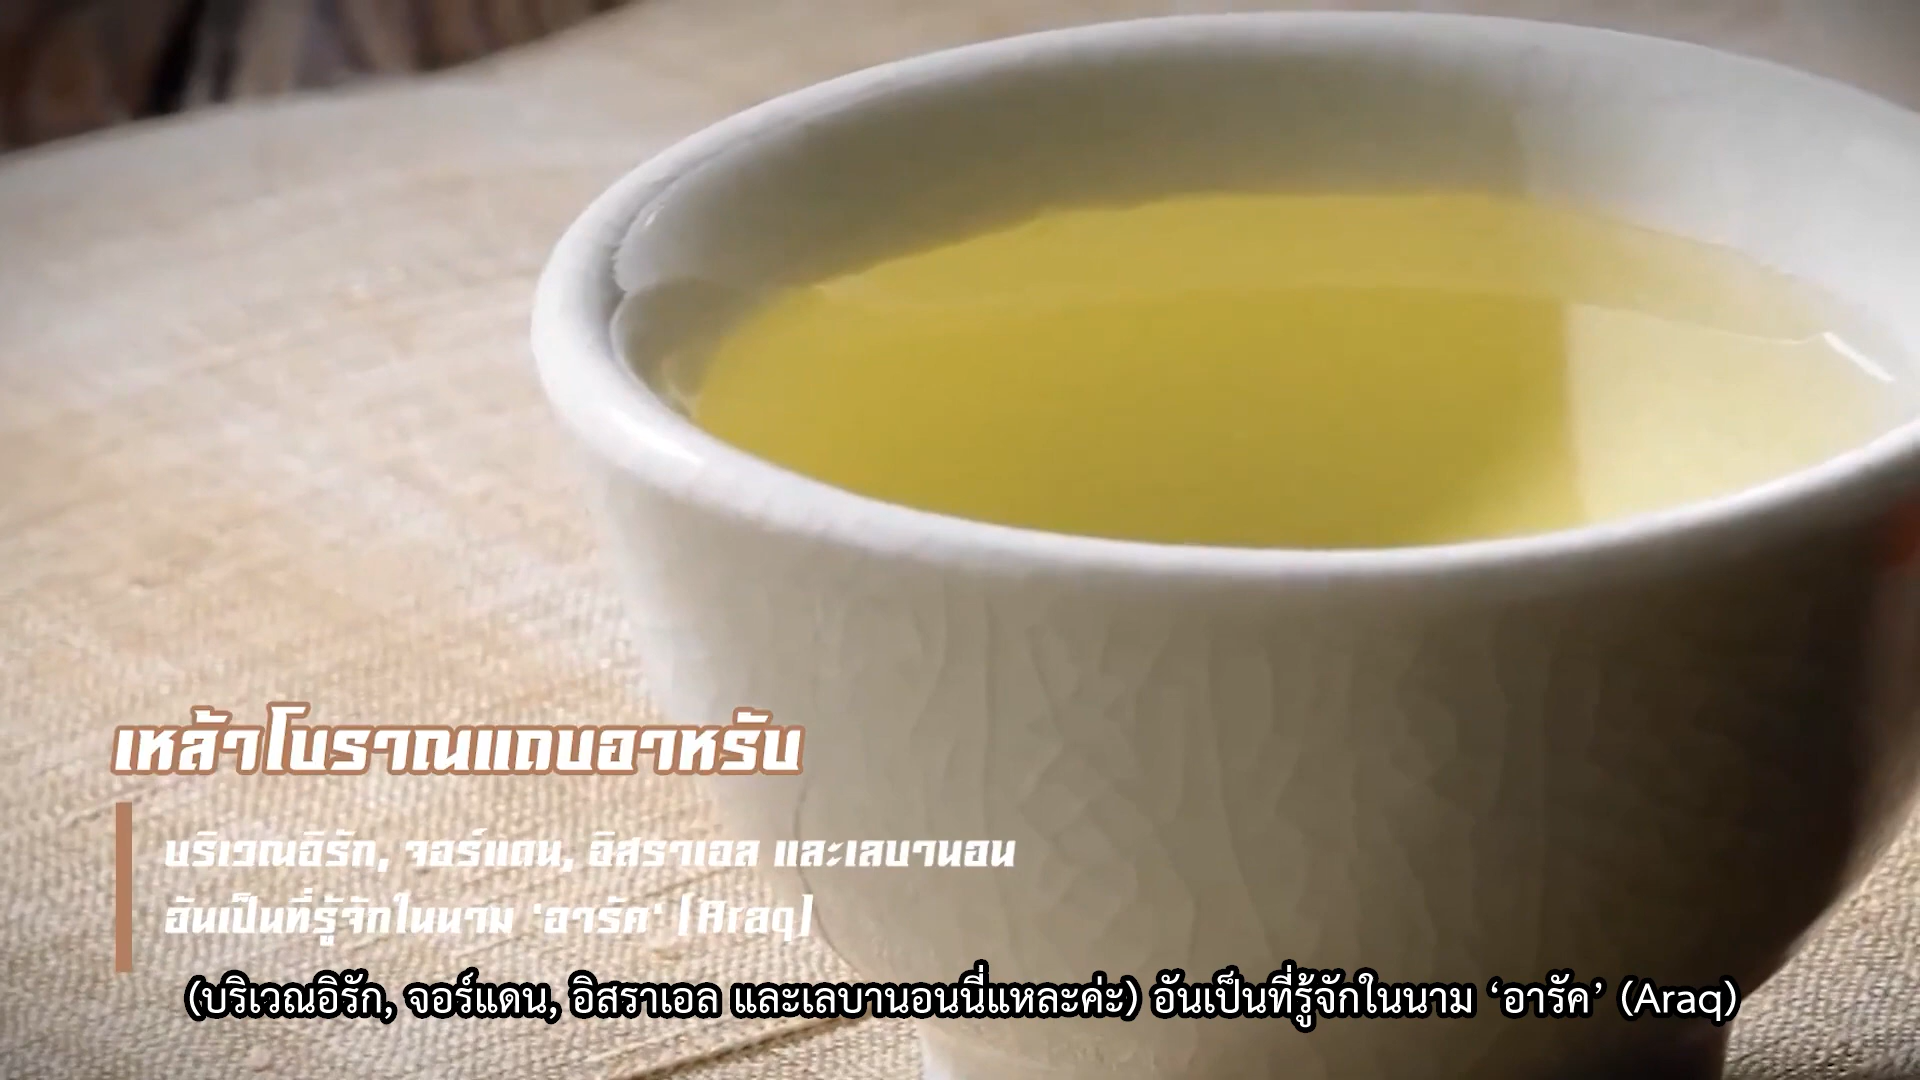 เหล้าโบราณแถบอาหรับ
บริเวณอิรัก, จอร์แดน, อิสราเอล และเลบานอน
อันเป็นที่รู้จักในนาม 'อารัค' (Araq)
(บริเวณอิรัก, จอร์แดน, อิสราเอล และเลบานอนนี่แหละค่ะ) อันเป็นที่รู้จักในนาม ‘อารัค’ (Araq)